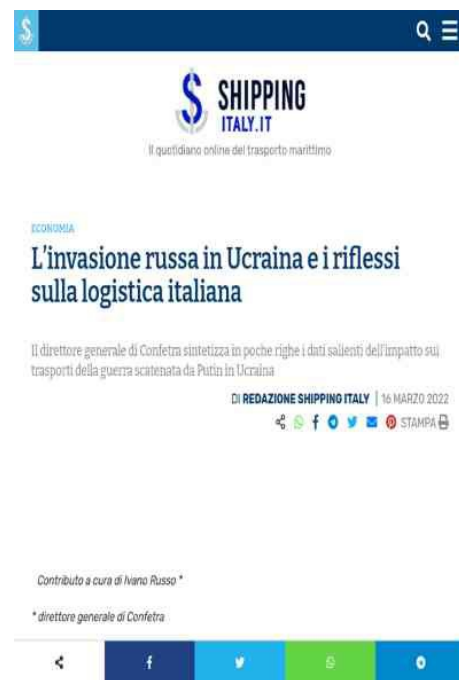 SHIPPING
ITALY.IT
Il quotidiano online del trasporto marittimo
ECONOMIA
L'invasione russa in Ucraina e i riflessi
sulla logistica italiana
Il direttore generale di Confetra sintetizza in poche righe i dati salienti dell'impatto sui
trasporti della guerra scatenata da Putin in Ucraina
DI REDAZIONE SHIPPING ITALY | 16 MARZO 2022
STAMPA
Contributo a cura di Ivano Russo *
* direttore generale di Confetra